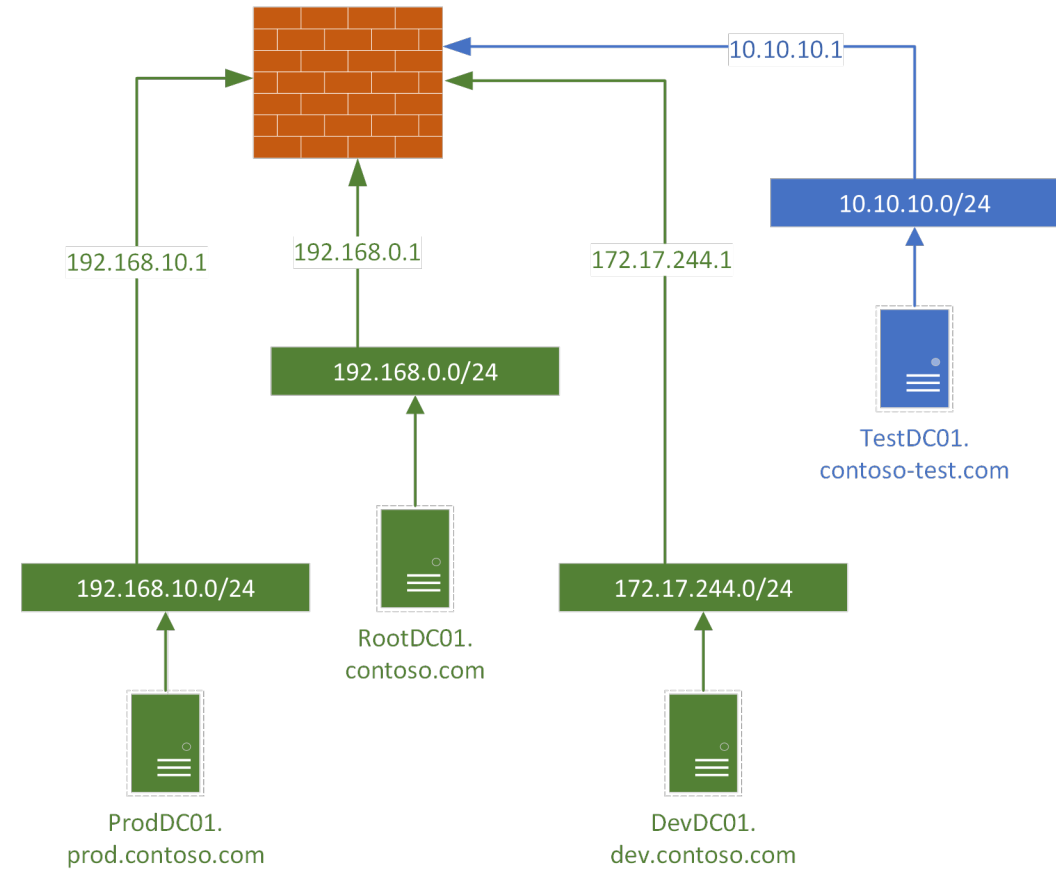 10.10.10.1
10.10.10.0/24
192.168.10.1
192.168.0.1
172.17.244.1
192.168.0.0/24
TestDC01.
contoso-test.com
192.168.10.0/24
172.17.244.0/24
RootDC01.
contoso.com
ProdDC01.
prod.contoso.com
DevDC01.
dev.contoso.com